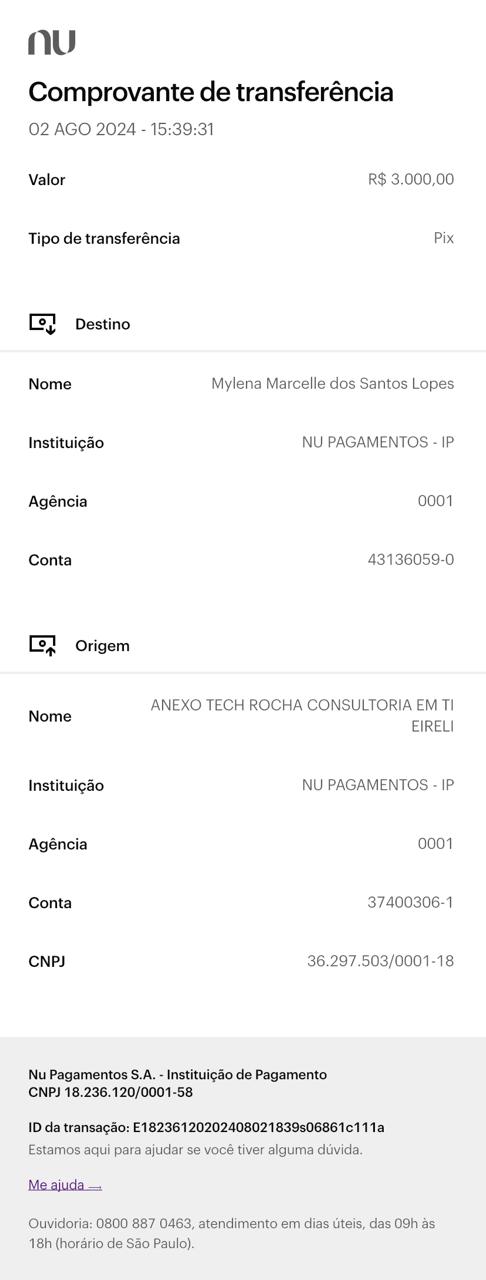 nu
Comprovante de transferência
02 AGO 2024 - 15:39:31
Valor R$ 3.000,00
Tipo de transferência Pix
Destino
Nome Mylena Marcelle dos Santos Lopes
Instituição NU PAGAMENTOS - IP
Agência 0001
Conta 43136059-0
Origem
Nome ANEXO TECH ROCHA CONSULTORIA EM TI
EIRELI
Instituição NU PAGAMENTOS - IP
Agência 0001
Conta 37400306-1
CNPJ 36.297.503/0001-18
Nu Pagamentos S.A. - Instituição de Pagamento
CNPJ 18.236.120/0001-58
ID da transação: E18236120202408021839s06861c111a
Estamos aqui para ajudar se você tiver alguma dúvida.
Me ajuda →
Ouvidoria: 0800 887 0463, atendimento em dias úteis, das 09h às
18h (horário de São Paulo).